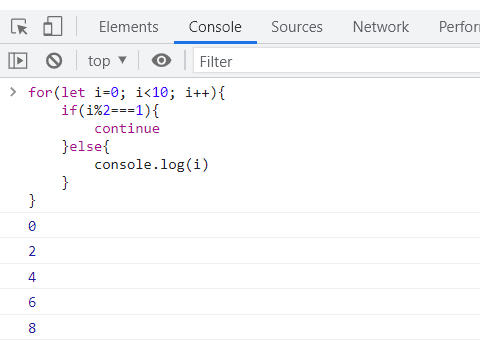 Elements Console Sources Network Perfor
top ▼ Filter
> for(let i=0; i<10; i++){
if(i%2===1){
continue
}else{
console.log(i)
}
}
0
2
4
6
8